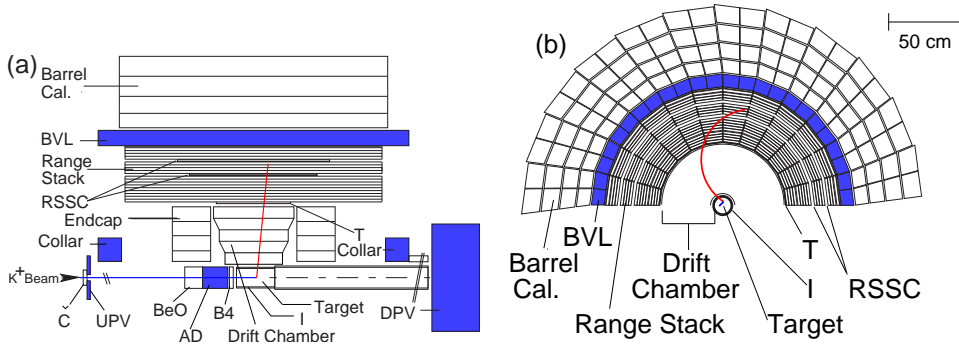 (a)
Barrel
Cal.
BVL
Range
Stack
RSSC
Endcap
T
Collar
Collar
K+Beam
Č
UPV
BeO
AD
B4
Drift Chamber
I
Target
DPV
(b)
50 cm
BVL
Barrel
Cal.
Range Stack
Drift
Chamber
Target
I
T
RSSC